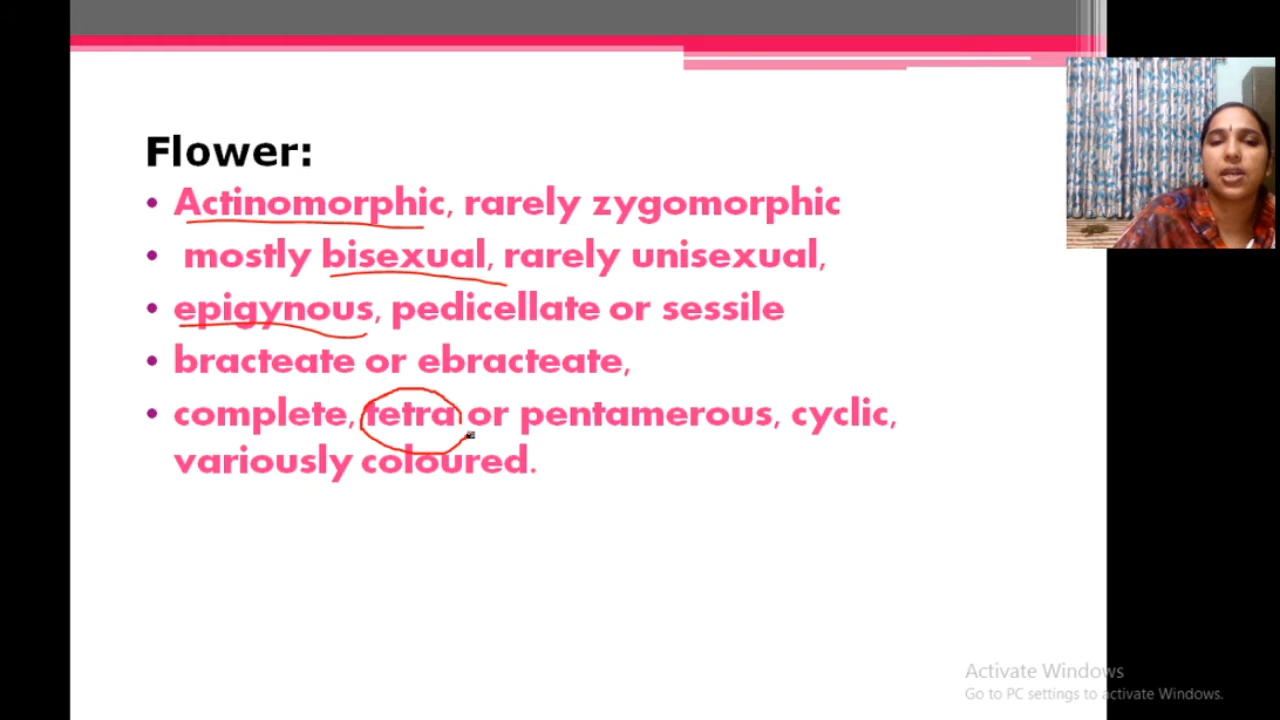 Flower:
• Actinomorphic, rarely zygomorphic
• mostly bisexual, rarely unisexual,
• epigynous, pedicellate or sessile
• bracteate or ebracteate,
• complete, tetra or pentamerous, cyclic,
variously coloured.
Activate Windows
Go to PC settings to activate Windows.